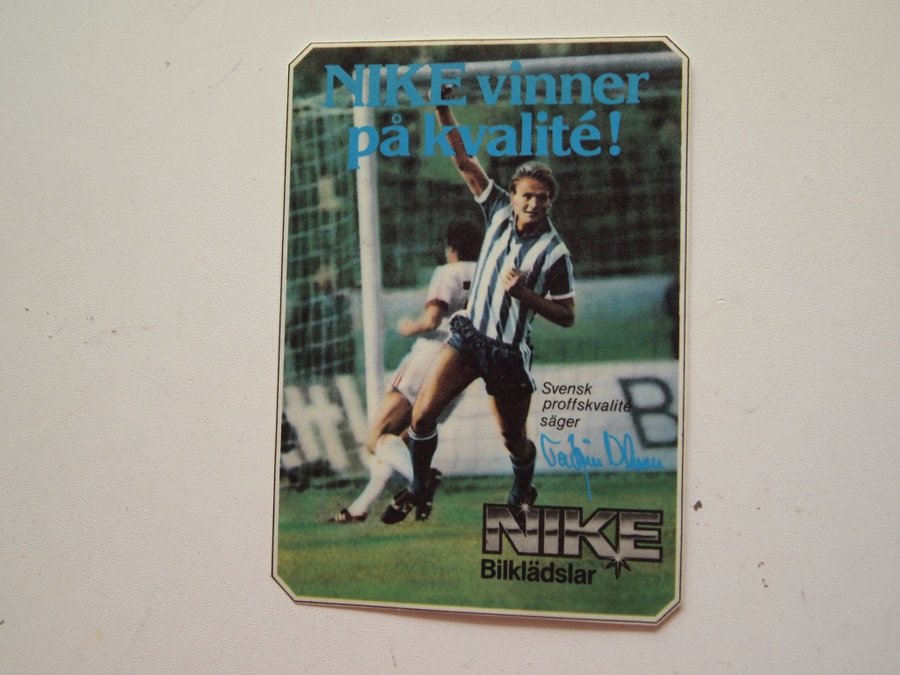 NIKE vinner
på kvalité!
Svensk
proffskvalité
säger
NIKE
Bilklädslar
B